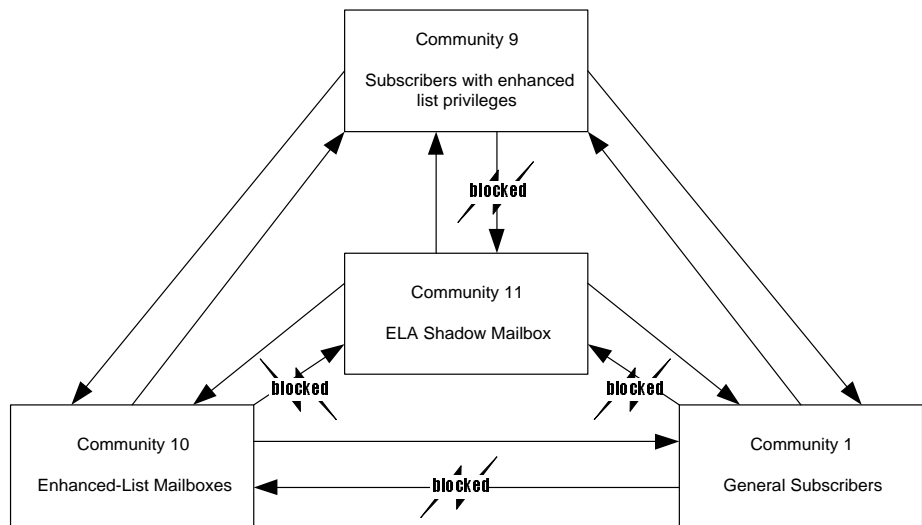 Community 9
Subscribers with enhanced
list privileges
blocked
Community 11
ELA Shadow Mailbox
blocked
blocked
Community 10
Enhanced-List Mailboxes
Community 1
General Subscribers
blocked